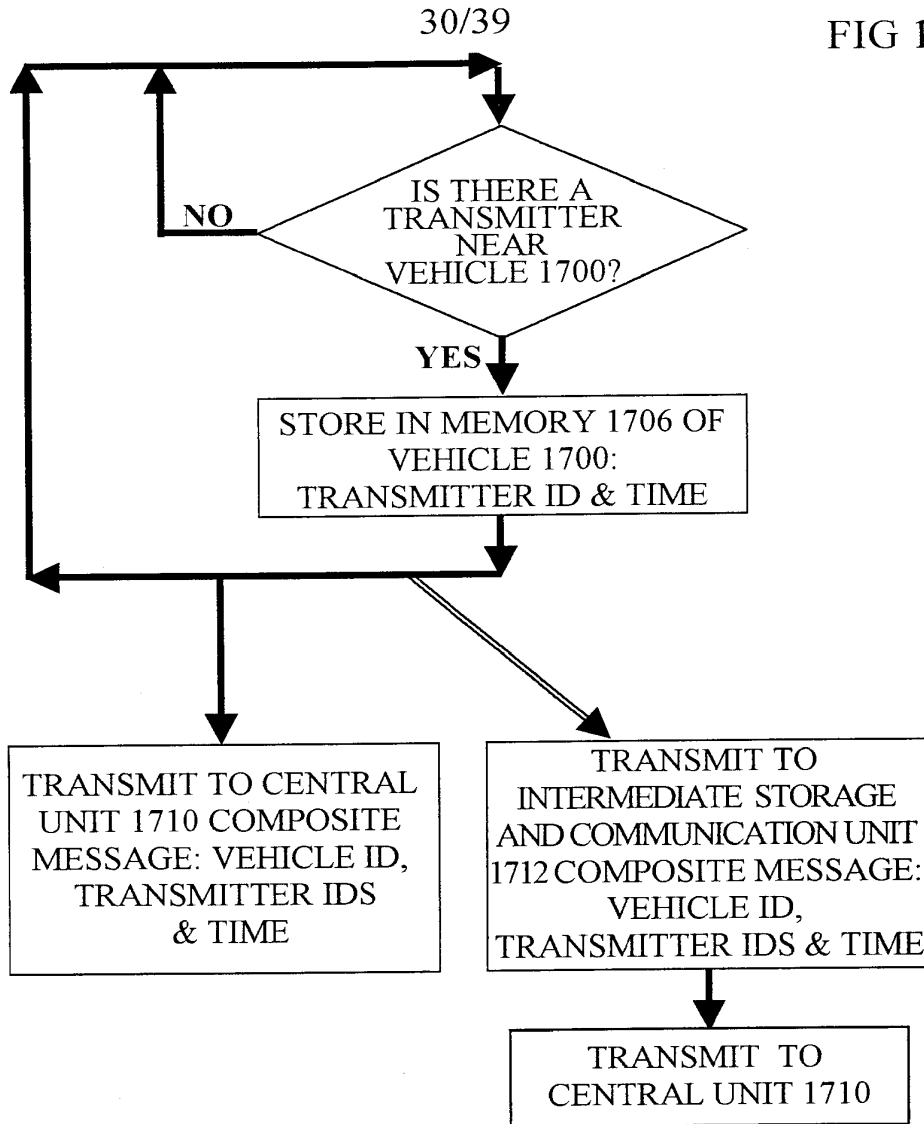 30/39
FIG 1
IS THERE A
TRANSMITTER
NEAR
VEHICLE 1700?
NO
YES
STORE IN MEMORY 1706 OF
VEHICLE 1700:
TRANSMITTER ID & TIME
TRANSMIT TO CENTRAL
UNIT 1710 COMPOSITE
MESSAGE: VEHICLE ID,
TRANSMITTER IDS
& TIME
TRANSMIT TO
INTERMEDIATE STORAGE
AND COMMUNICATION UNIT
1712 COMPOSITE MESSAGE:
VEHICLE ID,
TRANSMITTER IDS & TIME
TRANSMIT TO
CENTRAL UNIT 1710